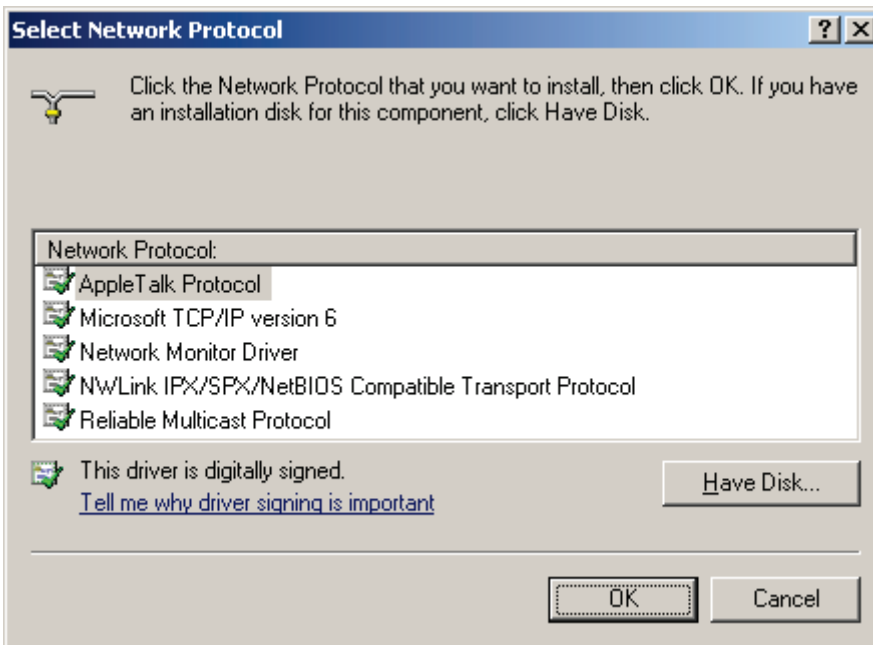 Select Network Protocol
Click the Network Protocol that you want to install, then click OK. If you have
an installation disk for this component, click Have Disk.
Network Protocol:
AppleTalk Protocol
Microsoft TCP/IP version 6
Network Monitor Driver
NWLink IPX/SPX/NetBIOS Compatible Transport Protocol
Reliable Multicast Protocol
This driver is digitally signed.
Tell me why driver signing is important
Have Disk...
OK
Cancel